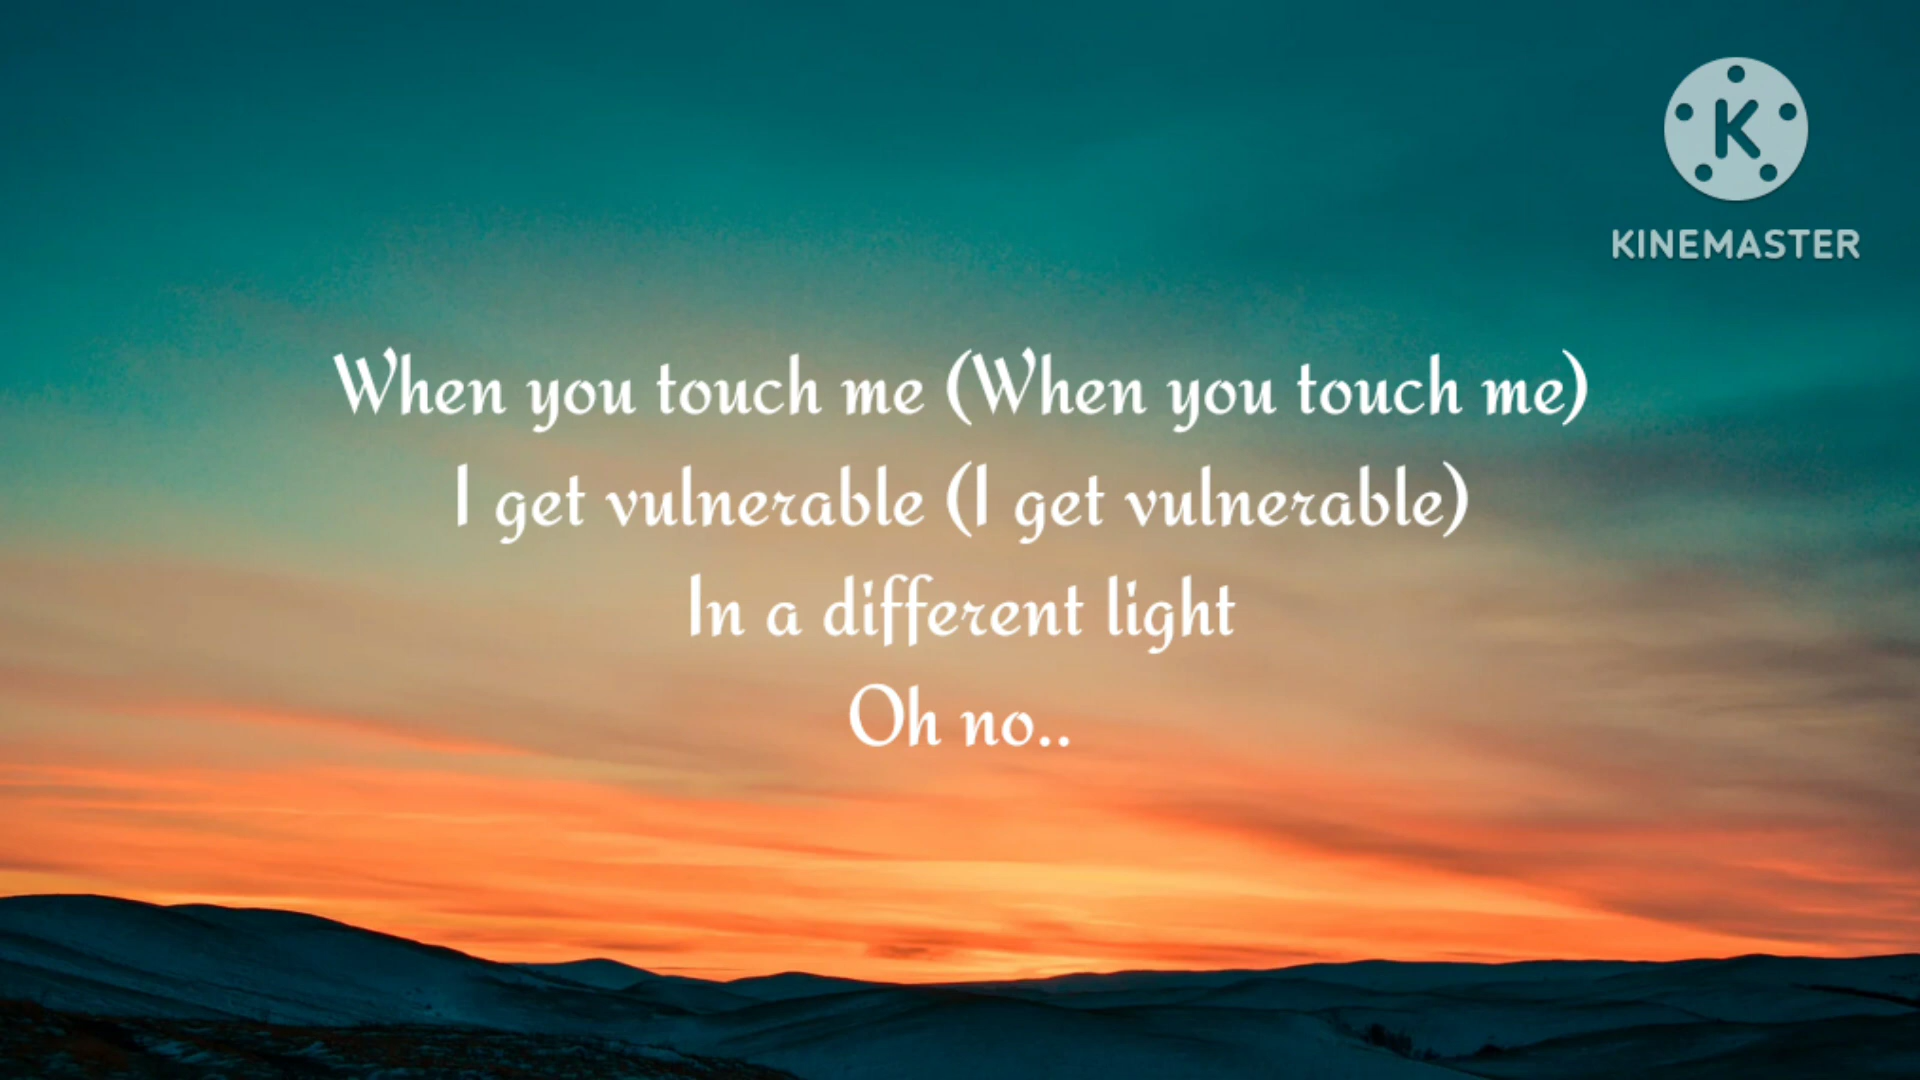 K
KINEMASTER
When you touch me (When you touch me)
I get vulnerable (I get vulnerable)
In a different light
Oh no..